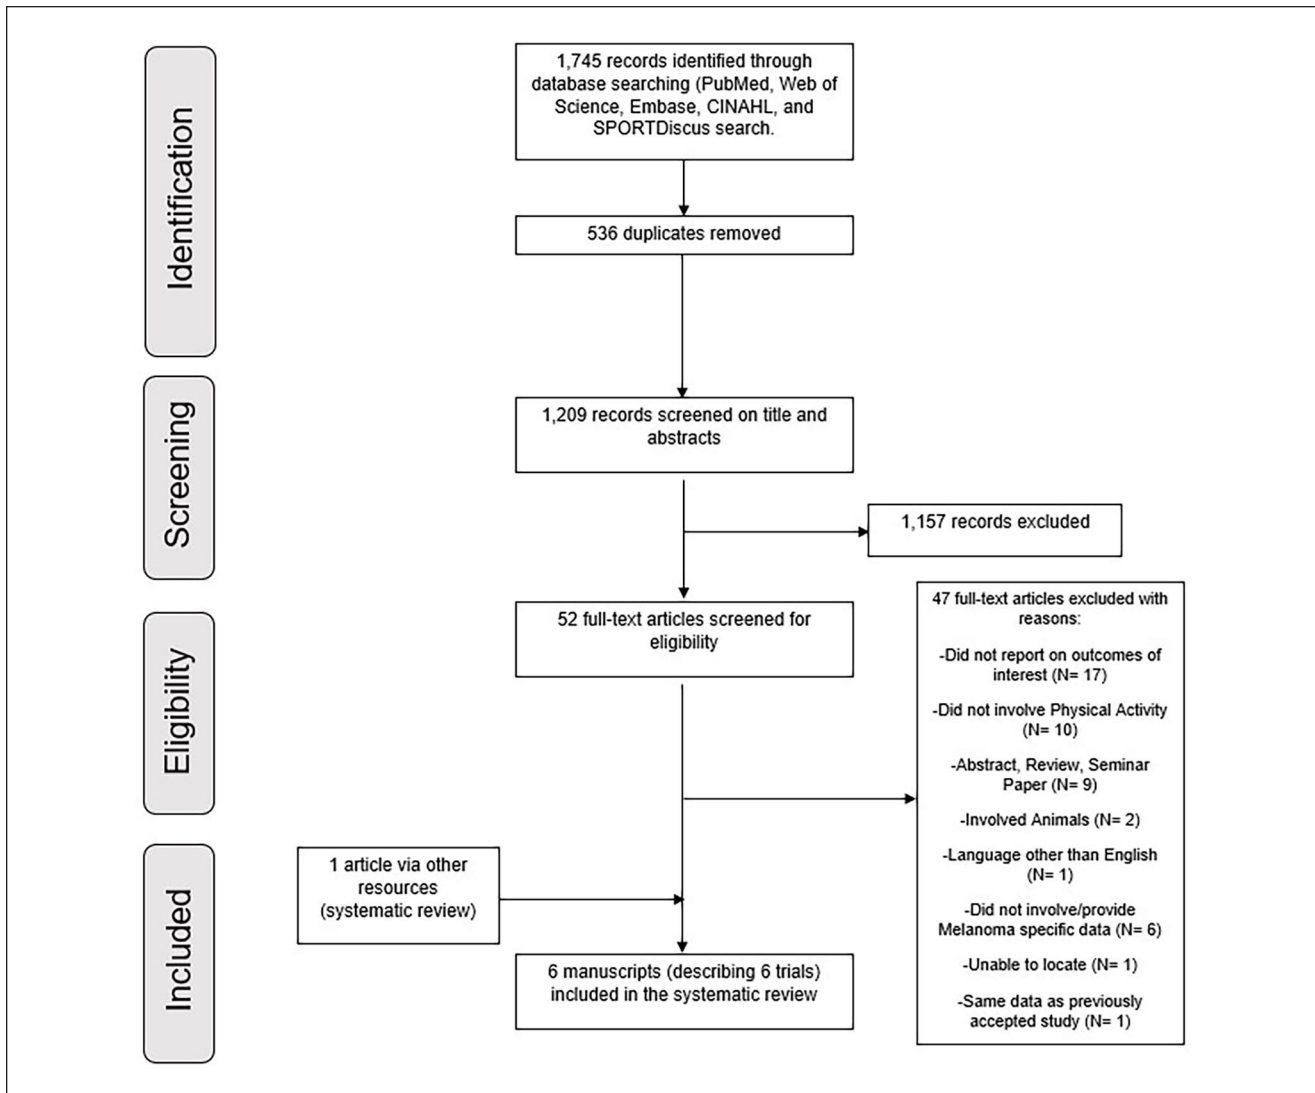 Identification
1,745 records identified through
database searching (PubMed, Web of
Science, Embase, CINAHL, and
SPORTDiscus search.
536 duplicates removed
Screening
1,209 records screened on title and
abstracts
1,157 records excluded
Eligibility
52 full-text articles screened for
eligibility
47 full-text articles excluded with
reasons:
-Did not report on outcomes of
interest (N= 17)
-Did not involve Physical Activity
(N= 10)
-Abstract, Review, Seminar
Paper (N= 9)
-Involved Animals (N= 2)
-Language other than English
(N= 1)
-Did not involve/provide
Melanoma specific data (N= 6)
-Unable to locate (N= 1)
-Same data as previously
accepted study (N= 1)
Included
1 article via other
resources
(systematic review)
6 manuscripts (describing 6 trials)
included in the systematic review